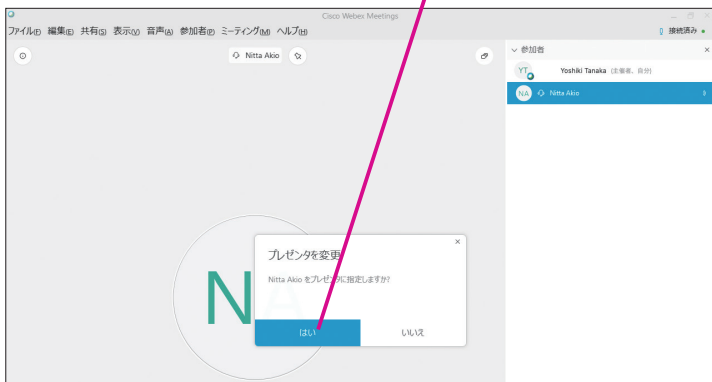 Cisco Webex Meetings
ファイル(F) 編集(E) 共有(S) 表示(V) 音声(A) 参加者(P) ミーティング(M) ヘルプ(H)
接続済み
Nitta Akio
参加者
YT Yoshiki Tanaka (主催者、自分)
NA Nitta Akio
プレゼンタを変更
Nitta Akio をプレゼンタに指定しますか?
はい いいえ
NA